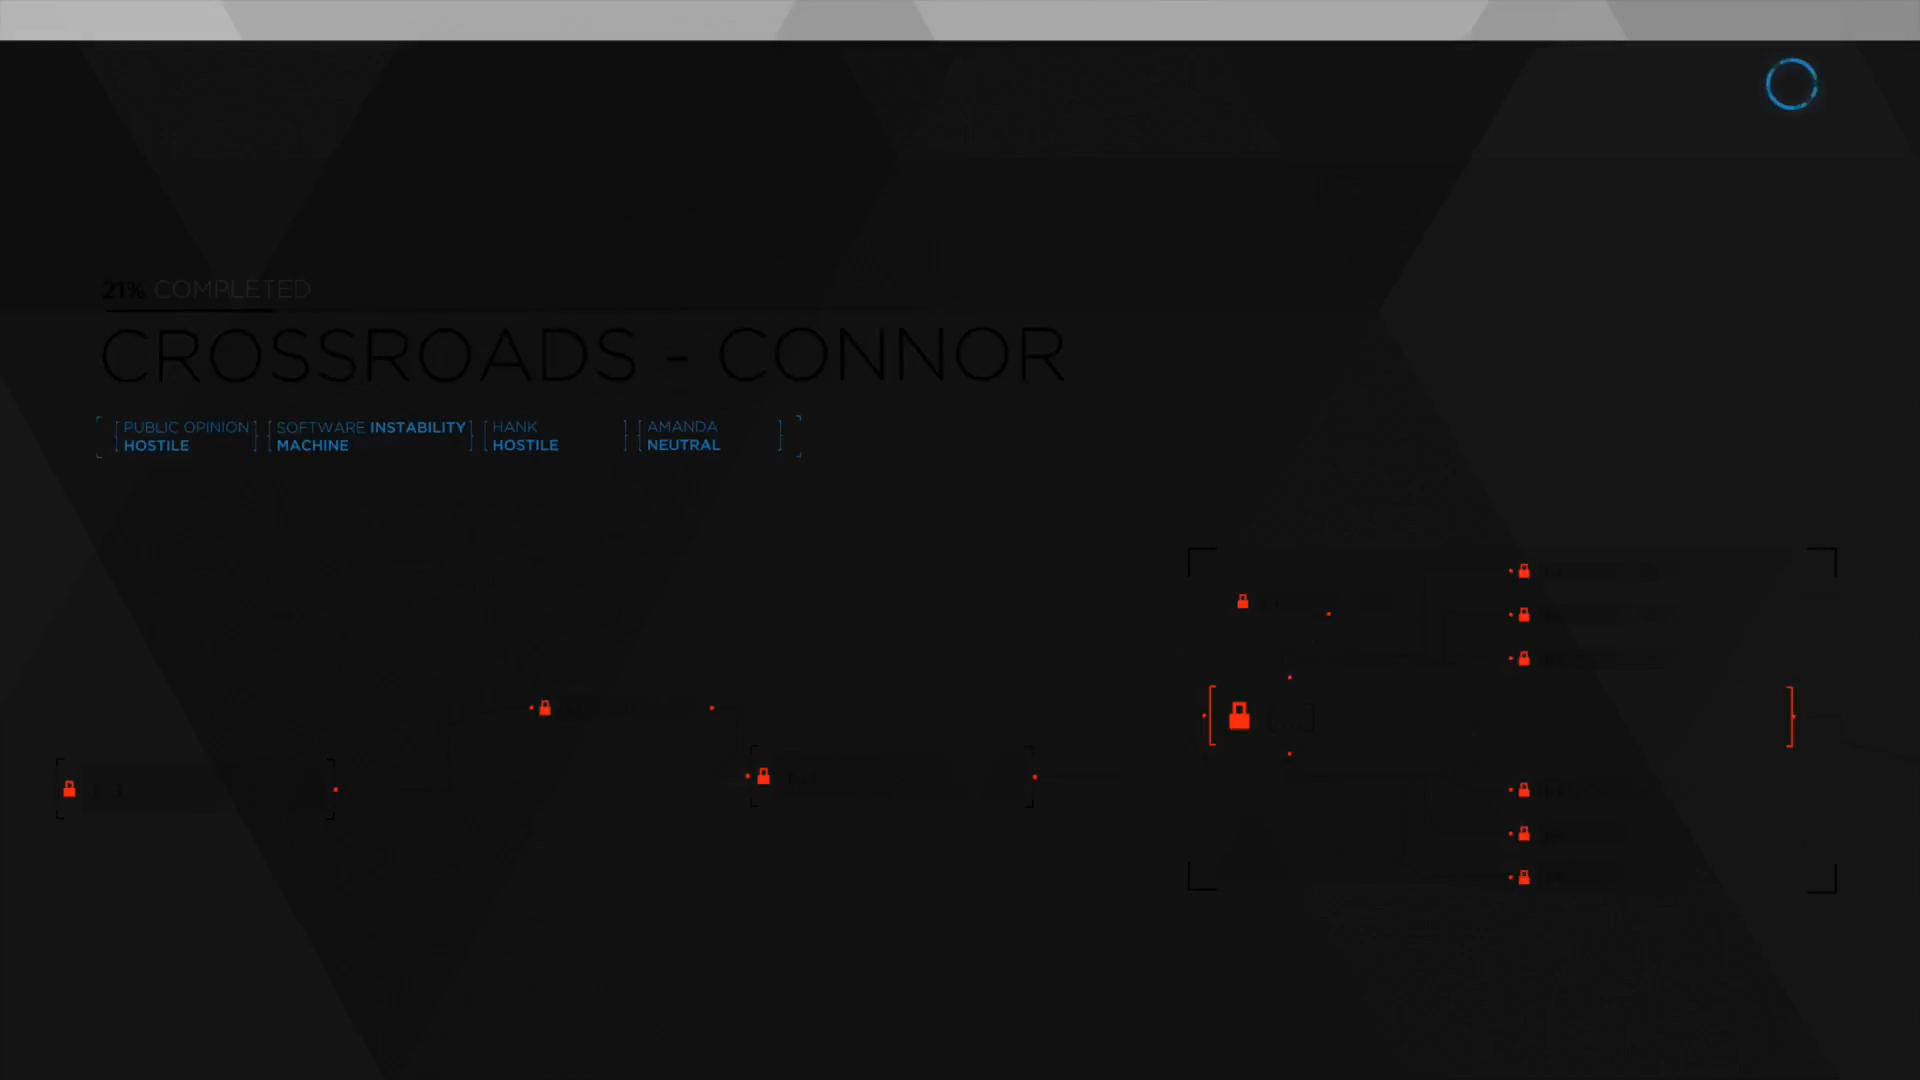 21% COMPLETED
CROSSROADS - CONNOR
PUBLIC OPINION
HOSTILE
SOFTWARE INSTABILITY
MACHINE
HANK
HOSTILE
AMANDA
NEUTRAL